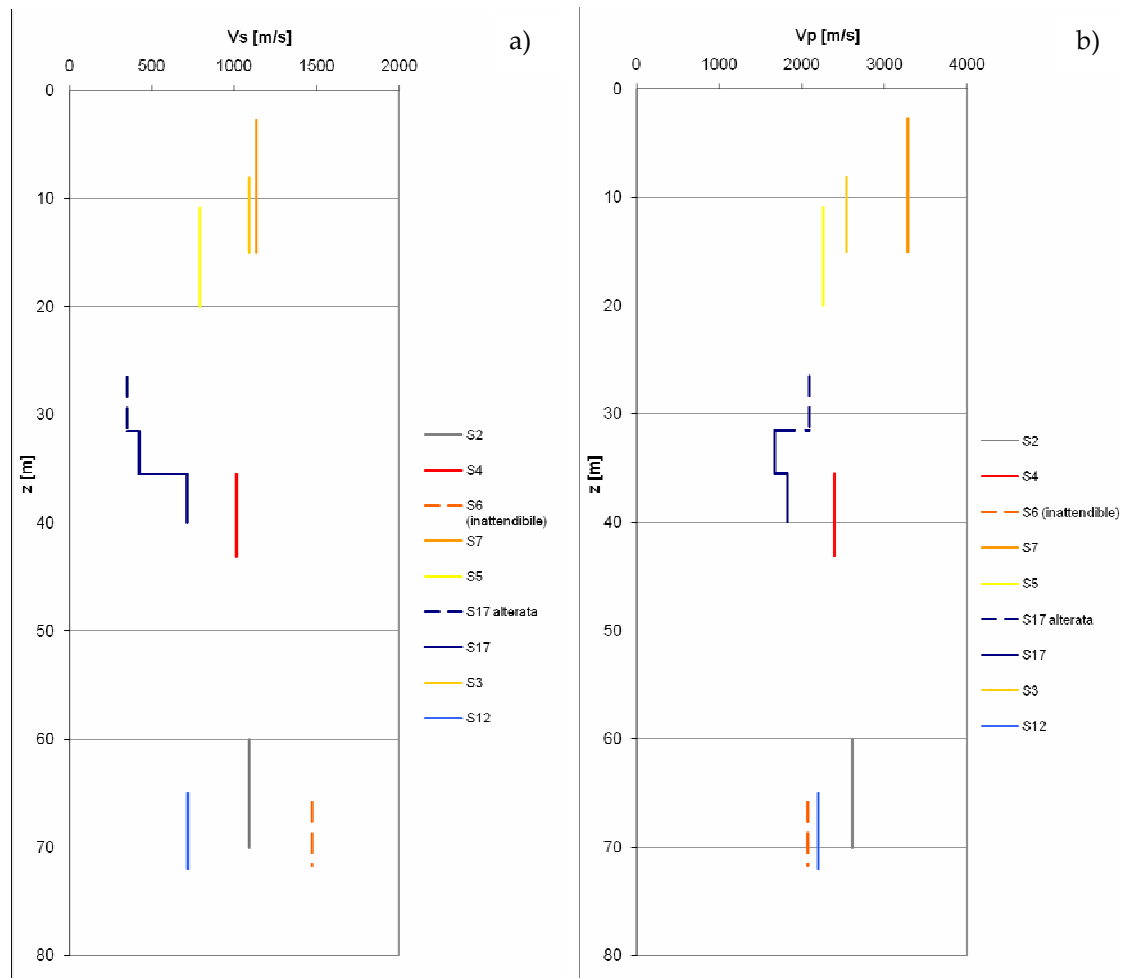 Vs [m/s]
a)
0 500 1000 1500 2000
0
10
20
30
40
50
60
70
80
z [m]
S2
S4
S6
(inattendibile)
S7
S5
S17 alterata
S17
S3
S12
Vp [m/s]
b)
0 1000 2000 3000 4000
0
10
20
30
40
50
60
70
80
z [m]
S2
S4
S6 (inattendible)
S7
S5
S17 alterata
S17
S3
S12